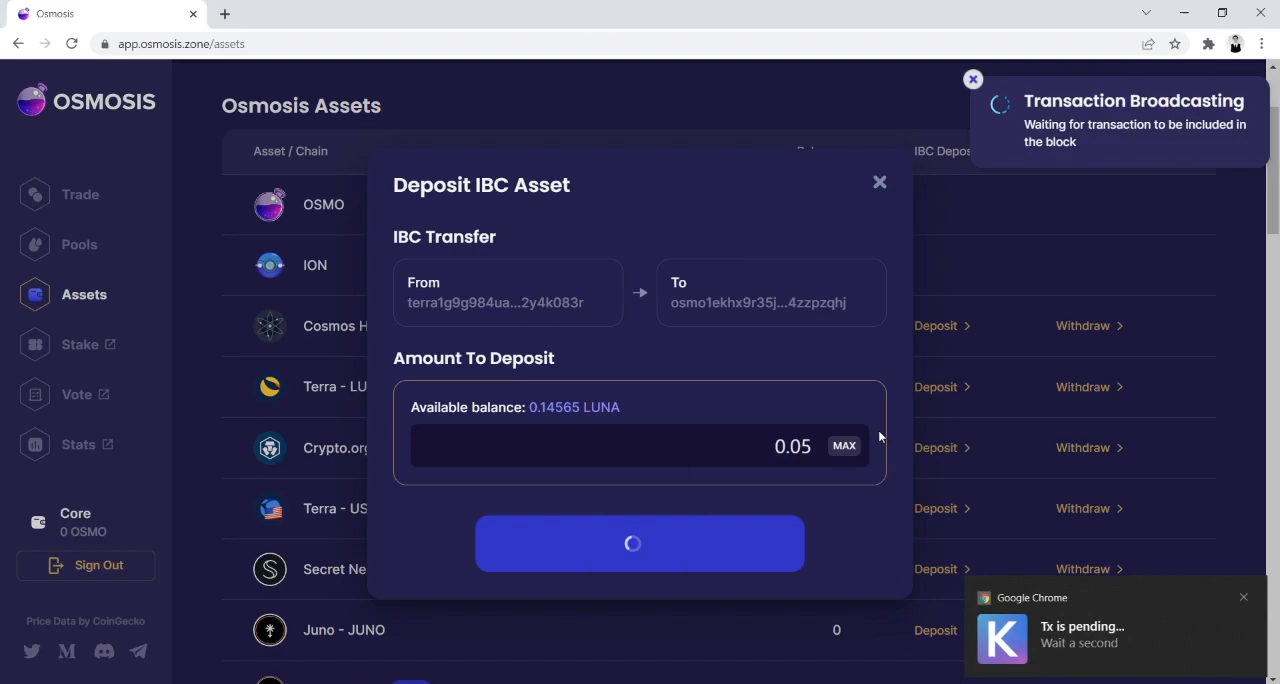 Osmosis
app.osmosis.zone/assets
OSMOSIS
Trade
Pools
Assets
Stake
Vote
Stats
Core
0 OSMO
Sign Out
Price Data by CoinGecko
Osmosis Assets
Asset / Chain
IBC Depos
OSMO
ION
Cosmos H
Deposit >
Withdraw >
Terra - LU
Deposit >
Withdraw >
Crypto.org
Deposit >
Withdraw >
Terra - US
Deposit >
Withdraw >
Secret Ne
Deposit >
Withdraw >
Juno - JUNO
0
Deposit
Deposit IBC Asset
IBC Transfer
From
terra1g9g984ua...2y4k083r
To
osmo1ekhx9r35j...4zzpzqhj
Amount To Deposit
Available balance: 0.14565 LUNA
0.05
MAX
Transaction Broadcasting
Waiting for transaction to be included in
the block
Google Chrome
K
Tx is pending...
Wait a second